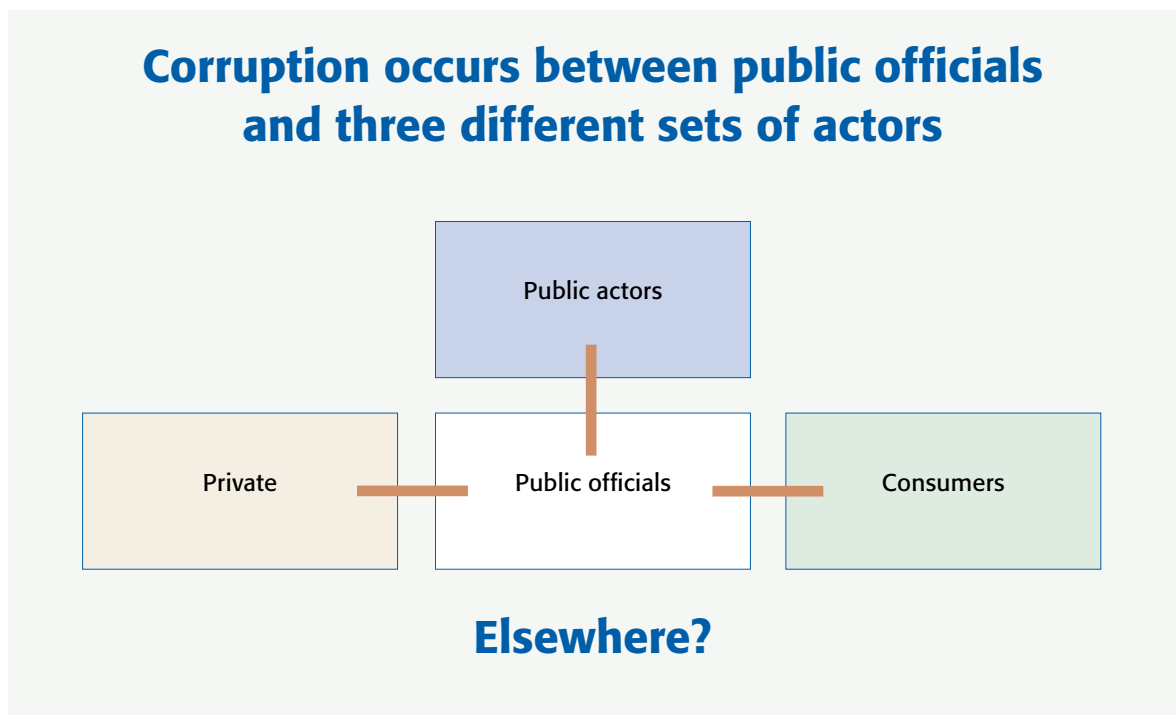 Corruption occurs between public officials
and three different sets of actors
Public actors
Private
Public officials
Consumers
Elsewhere?